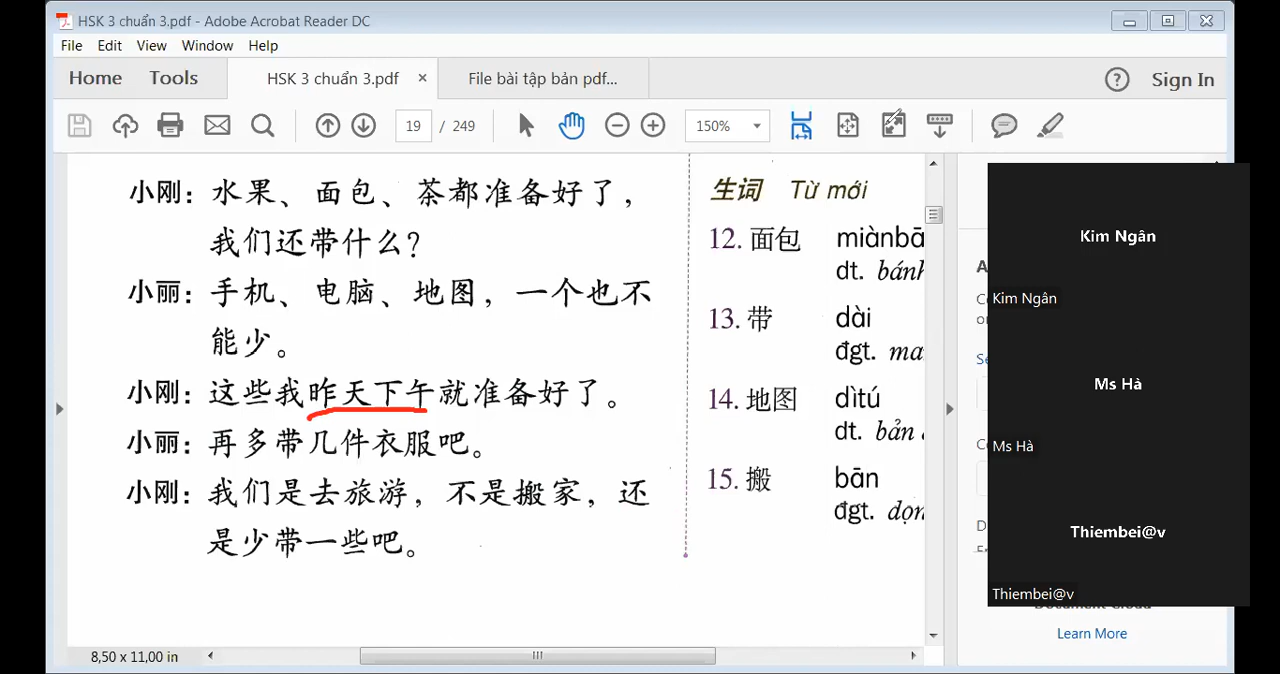 HSK 3 chuẩn 3.pdf - Adobe Acrobat Reader DC
File Edit View Window Help
Home Tools HSK 3 chuẩn 3.pdf × File bài tập bản pdf... Sign In
19 / 249 150%
小刚：水果、面包、茶都准备好了，
我们还带什么？
小丽：手机、电脑、地图，一个也不
能少。
小刚：这些我昨天下午就准备好了。
小丽：再多带几件衣服吧。
小刚：我们是去旅游，不是搬家，还
是少带一些吧。
生词 Từ mới
12. 面包 miànbā
dt. bánh
13. 带 dài
đgt. ma
14. 地图 dìtú
dt. bản
15. 搬 bān
đgt. dọn
Kim Ngân
Kim Ngân
Ms Hà
Ms Hà
Thiembei@v
Thiembei@v
Learn More
8,50 x 11,00 in